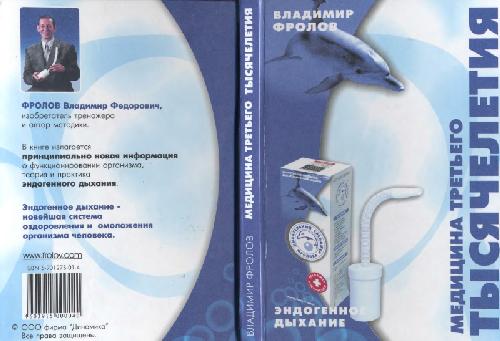 ФРОЛОВ Владимир Федорович,
изобретатель тренажера
и автор методики.
В книге излагается
принципиально новая информация
о функционировании организма,
теория и практика
эндогенного дыхания.
Эндогенное дыхание -
новейшая система
оздоровления и омоложения
организма человека.
www.frolov.com
© ООО фирма "Динамика"
Все права защищены.
ВЛАДИМИР ФРОЛОВ МЕДИЦИНА ТРЕТЬЕГО ТЫСЯЧЕЛЕТИЯ
ВЛАДИМИР
ФРОЛОВ
МЕДИЦИНА ТРЕТЬЕГО
ТЫСЯЧЕЛЕТИЯ
ЭНДОГЕННОЕ
ДЫХАНИЕ